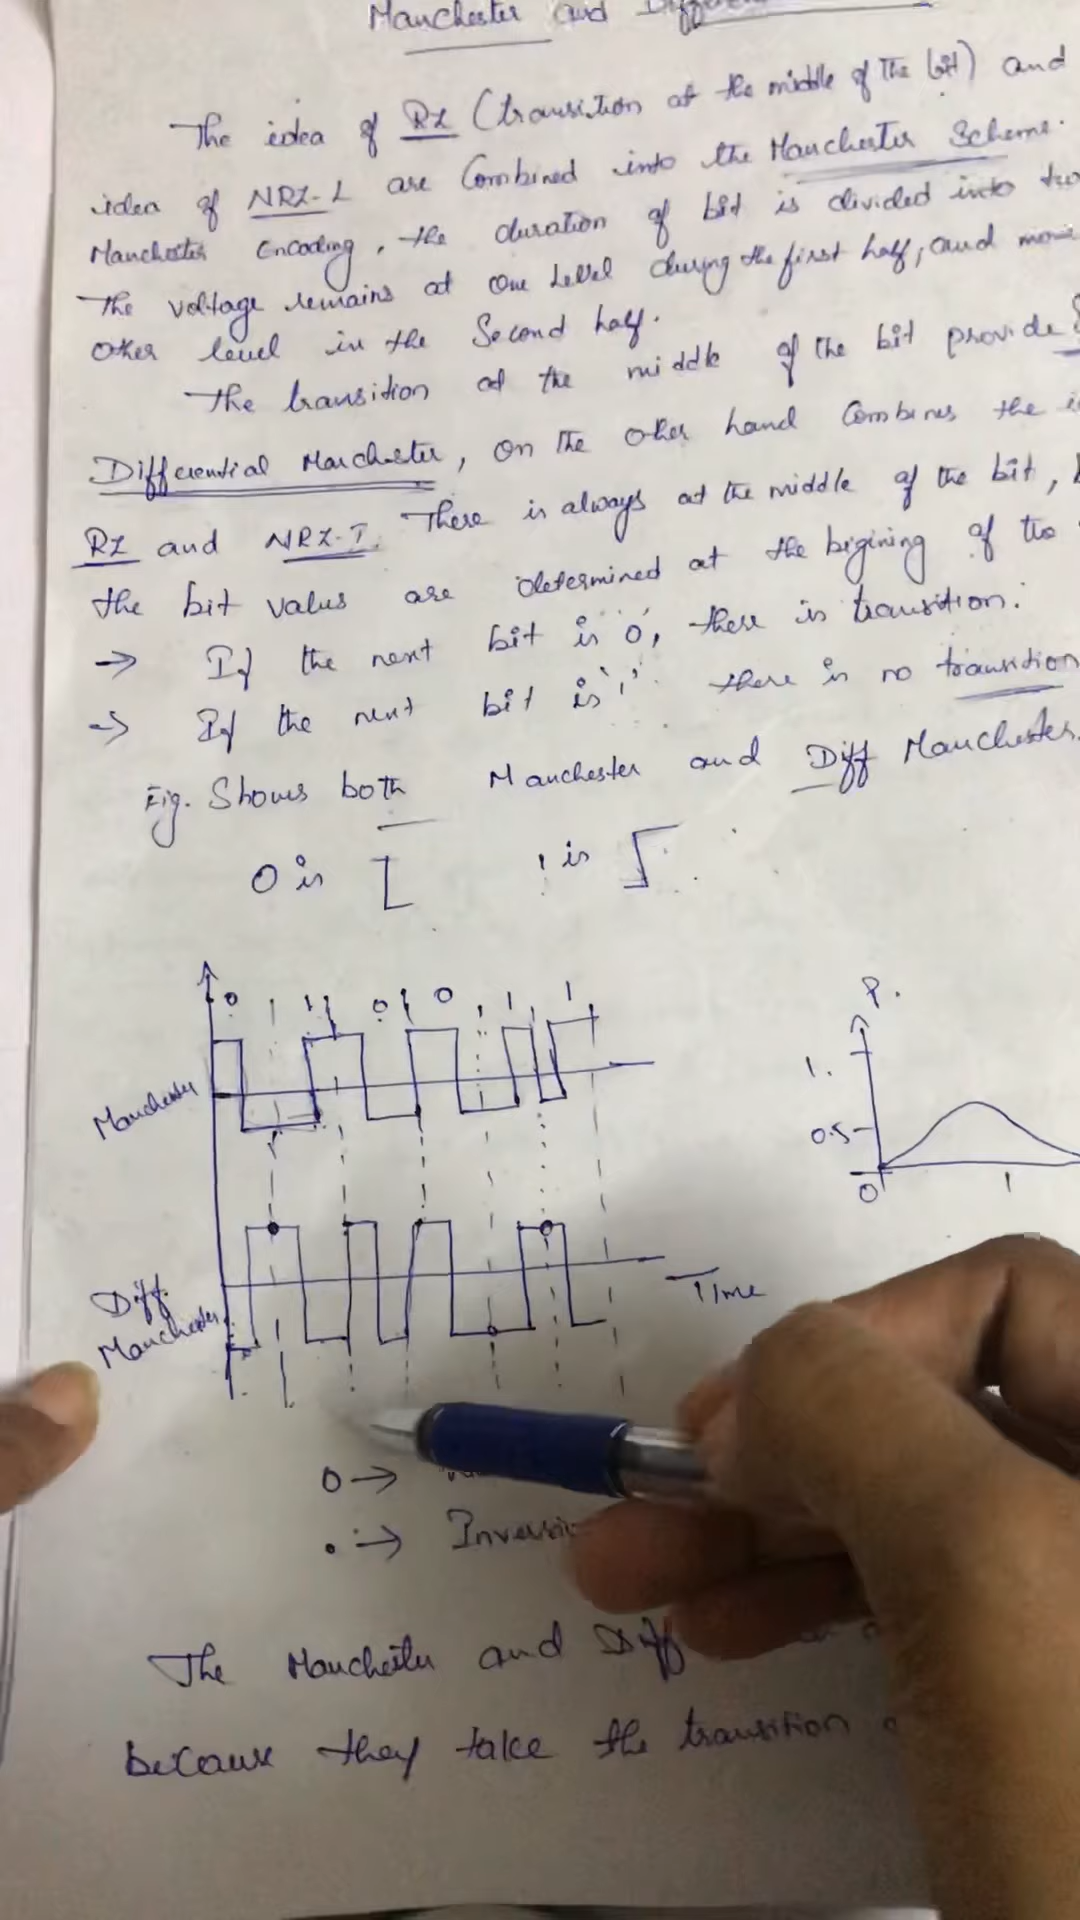 Manchester and
The idea of RZ (transition at the middle of the bit) and
idea of NRZ-L are Combined into the Manchester Scheme.
Manchester Encoding, the duration of bit is divided into two
The voltage remains at one Level during the first half, and
other level in the Second half.
The transition at the middle of the bit provide
Differential Manchester, on the other hand Combines the
RZ and NRZ-I. There is always at the middle of the bit,
the bit values are determined at the bigining of
→ If the next bit is '0', there is transition.
→ If the next bit is '1' there is no transition
Fig. Shows both Manchester and Diff Manchester.
0 is 1 is
0 1 0 0 1 1
Manchester
P.
1.
0.5
0 1
Diff.
Manchester
Time
0 →
• → 
The Manchester and Diff
because they take the transition